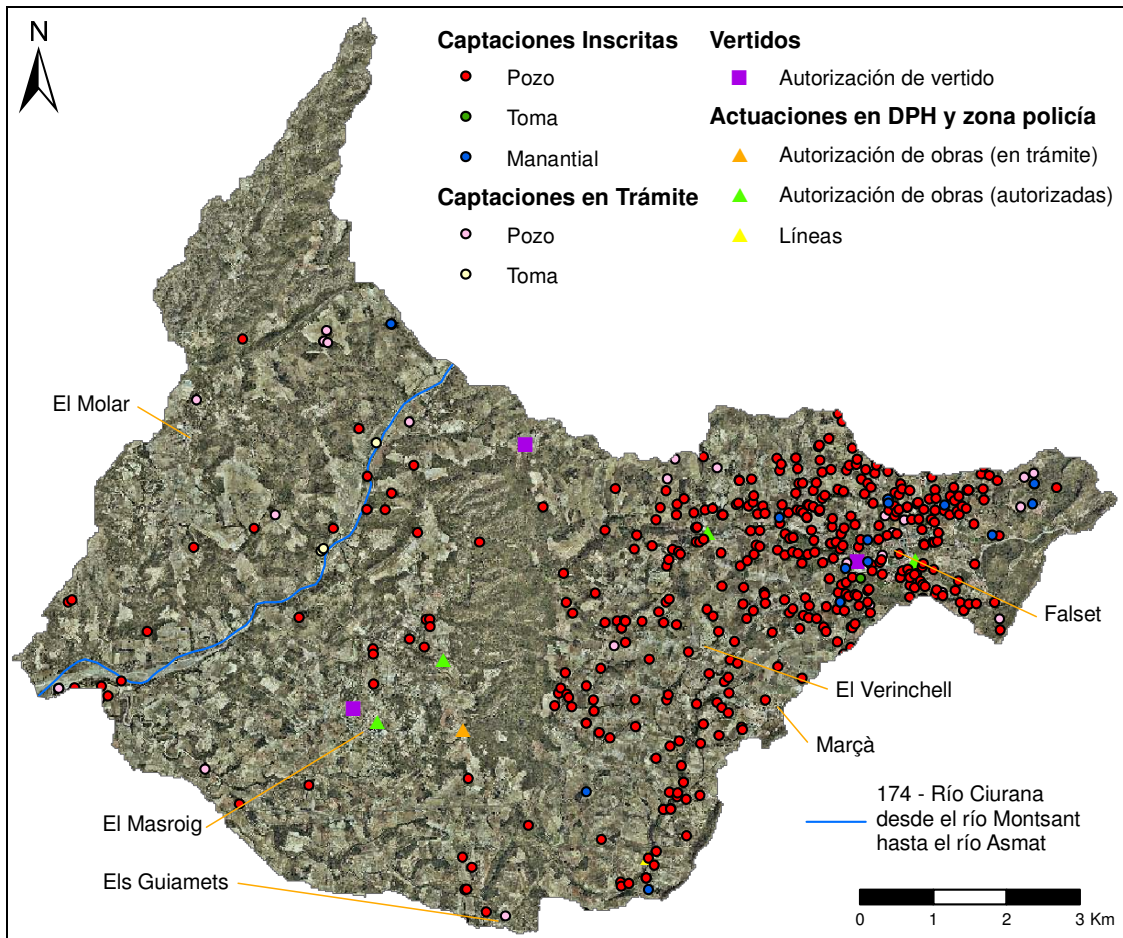 N
Captaciones Inscritas
Pozo
Toma
Manantial
Captaciones en Trámite
Pozo
Toma
Vertidos
Autorización de vertido
Actuaciones en DPH y zona policía
Autorización de obras (en trámite)
Autorización de obras (autorizadas)
Líneas
El Molar
Falset
El Verinchell
Marçà
El Masroig
Els Guiamets
174 - Río Ciurana
desde el río Montsant
hasta el río Asmat
0 1 2 3 Km